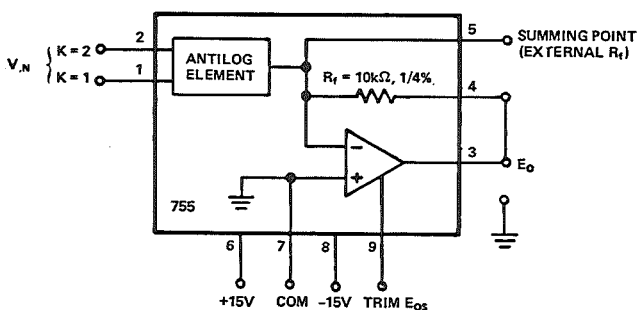 5
SUMMING POINT
(EXTERNAL Rf)
2
K = 2
V,N
K = 1
1
ANTILOG
ELEMENT
Rf = 10kΩ, 1/4%
4
−
+
3
Eo
755
6
7
8
9
+15V
COM
−15V
TRIM Eos